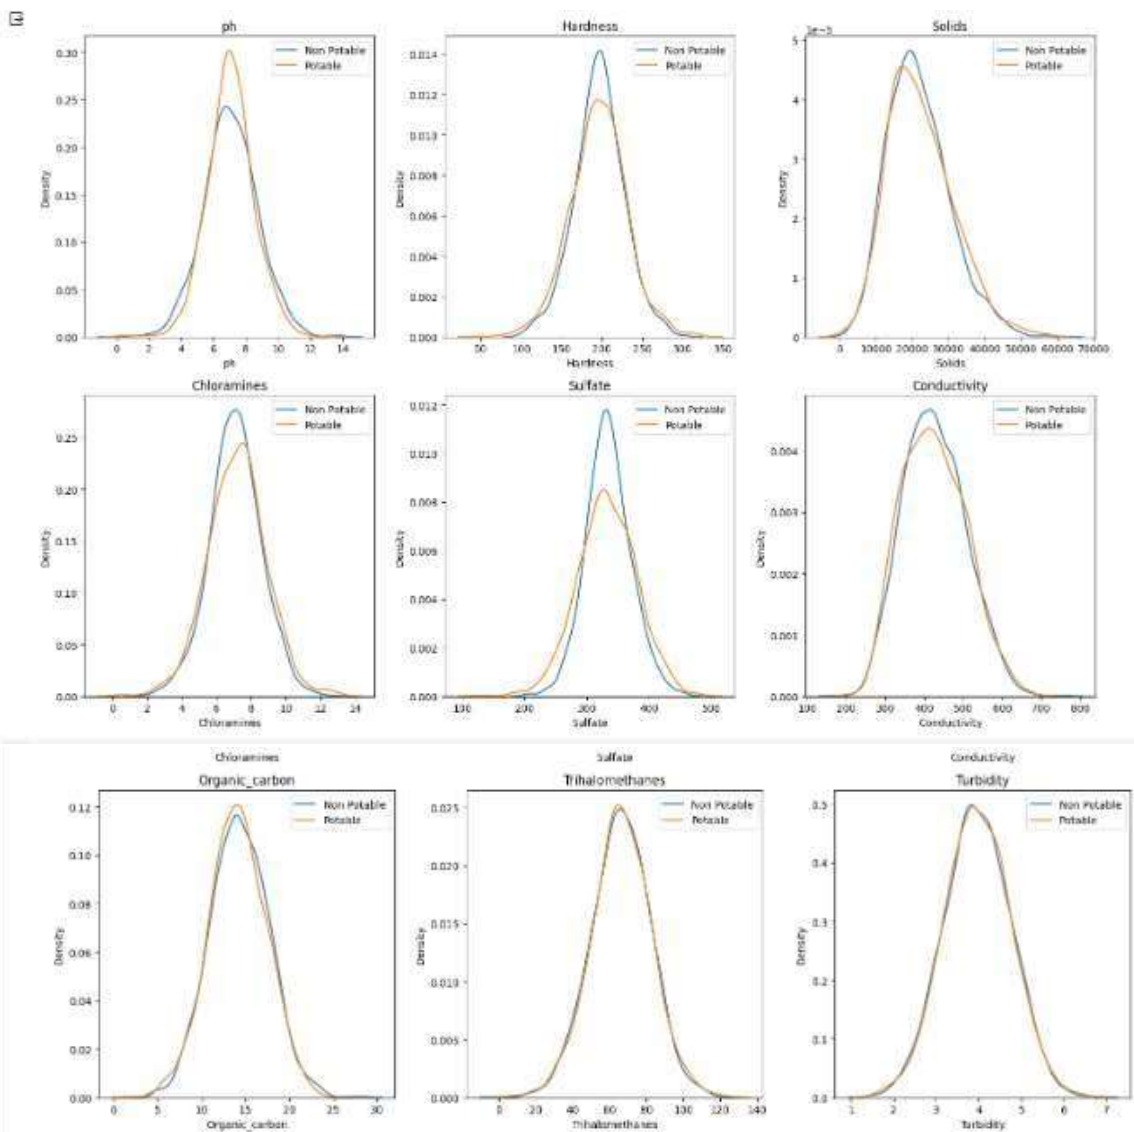 ph
Non Potable
Potable
0.30
0.25
0.20
0.15
0.10
0.05
0.00
Density
0 2 4 6 8 10 12 14
ph
Hardness
Non Potable
Potable
0.014
0.012
0.010
0.008
0.006
0.004
0.002
0.000
Density
50 100 150 200 250 300 350
Hardness
Solids
1e−5
Non Potable
Potable
5
4
3
2
1
0
Density
0 10000 20000 30000 40000 50000 60000 70000
Solids
Chloramines
Non Potable
Potable
0.25
0.20
0.15
0.10
0.05
0.00
Density
0 2 4 6 8 10 12 14
Chloramines
Sulfate
Non Potable
Potable
0.012
0.010
0.008
0.006
0.004
0.002
0.000
Density
100 200 300 400 500
Sulfate
Conductivity
Non Potable
Potable
0.004
0.003
0.002
0.001
0.000
Density
100 200 300 400 500 600 700 800
Conductivity
Chloramines Sulfate Conductivity
Organic_carbon
Non Potable
Potable
0.12
0.10
0.08
0.06
0.04
0.02
0.00
Density
0 5 10 15 20 25 30
Organic_carbon
Trihalomethanes
Non Potable
Potable
0.025
0.020
0.015
0.010
0.005
0.000
Density
0 20 40 60 80 100 120 140
Trihalomethanes
Turbidity
Non Potable
Potable
0.5
0.4
0.3
0.2
0.1
0.0
Density
1 2 3 4 5 6 7
Turbidity